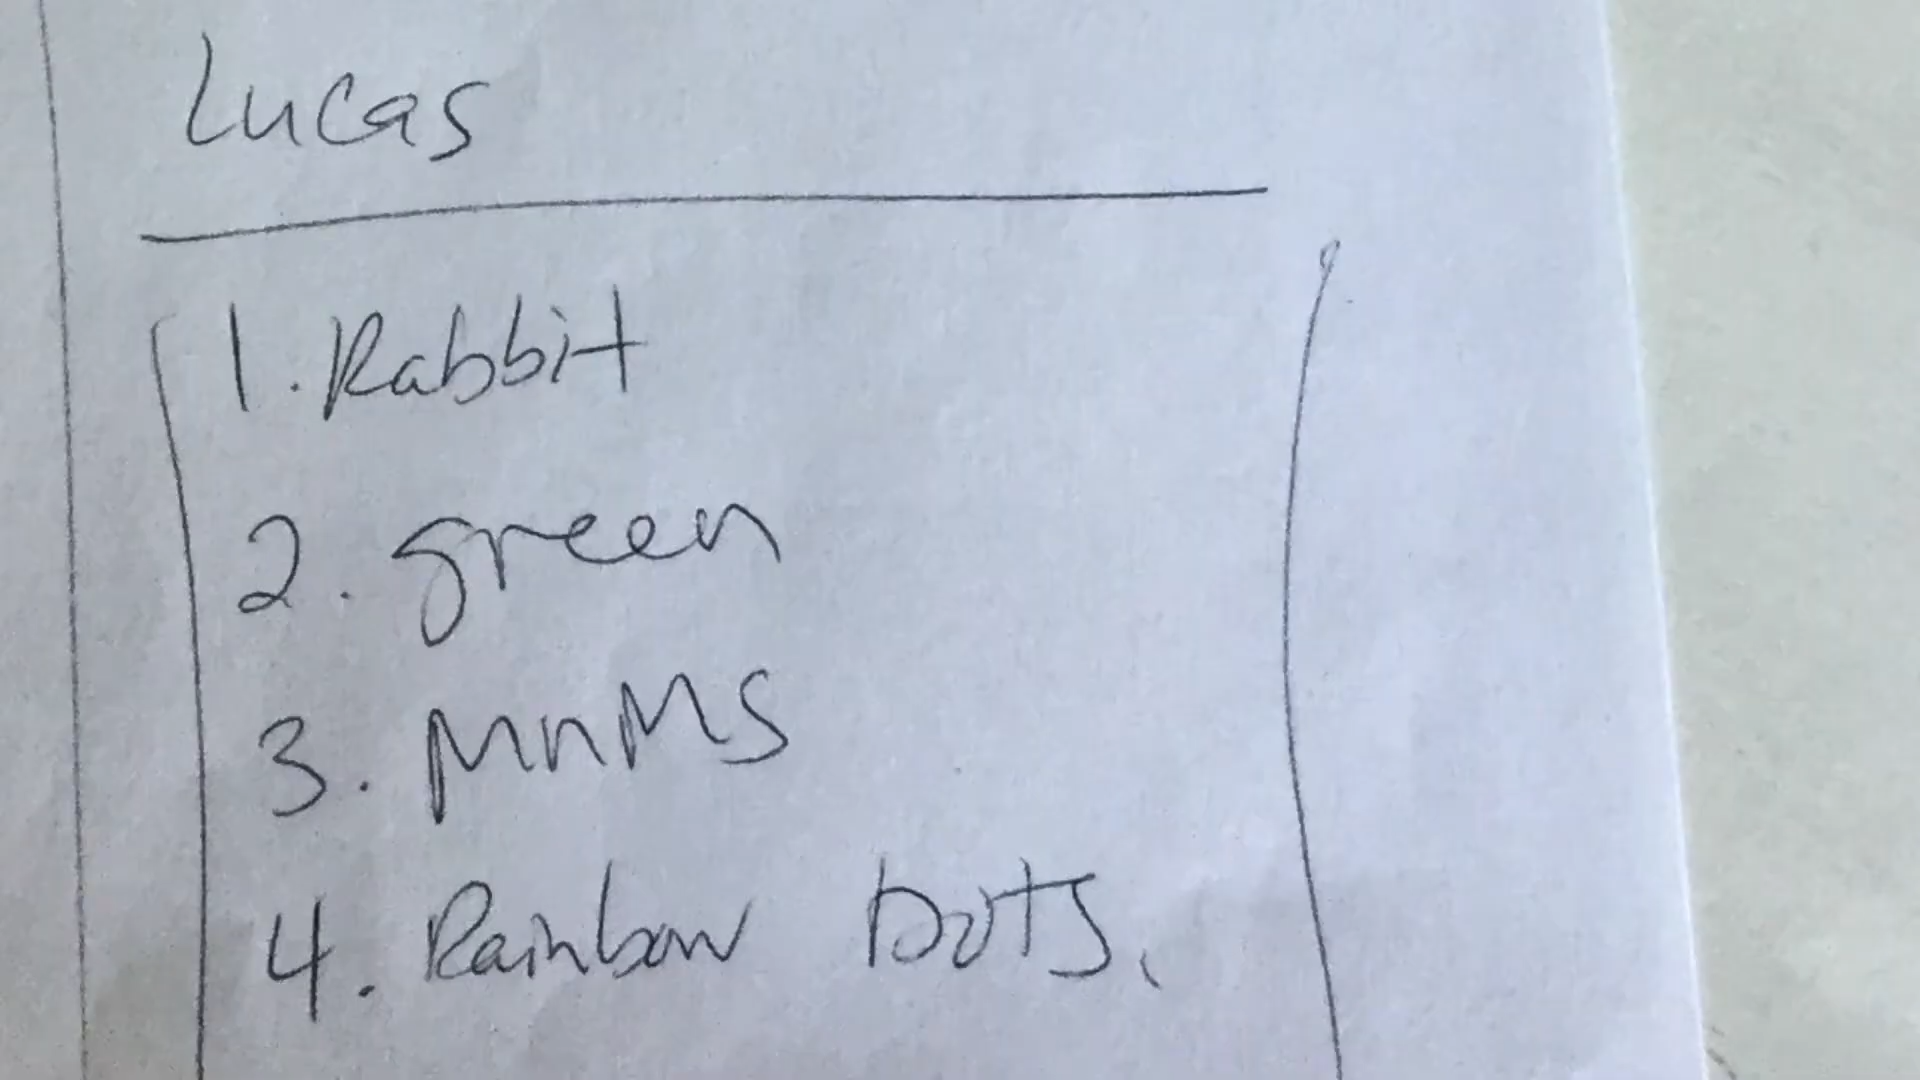 Lucas
1. Rabbit
2. green
3. MnMs
4. Rainbow Dots.